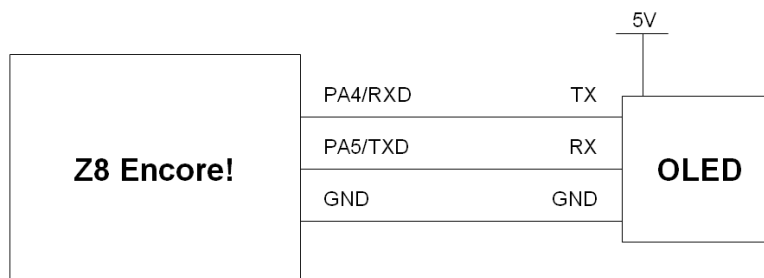 5V
PA4/RXD TX
PA5/TXD RX
Z8 Encore! OLED
GND GND